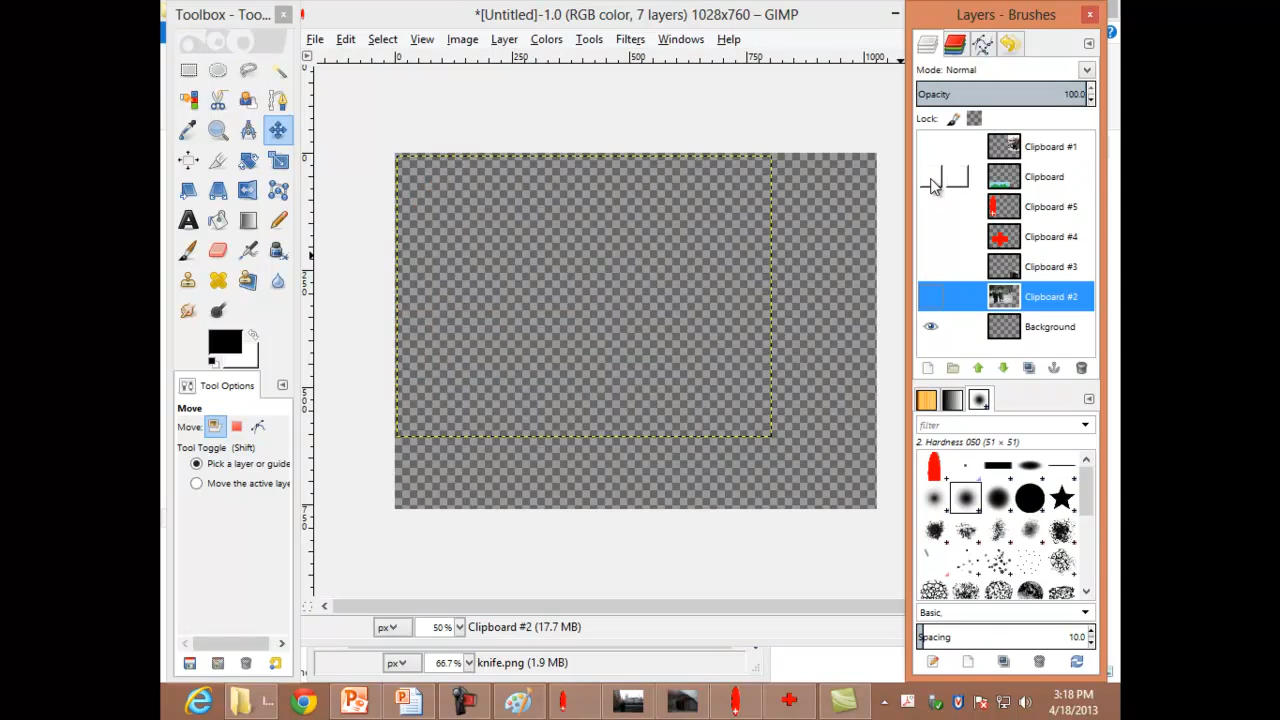 Toolbox - Too...
*[Untitled]-1.0 (RGB color, 7 layers) 1028x760 – GIMP
Layers - Brushes
File Edit Select View Image Layer Colors Filters Tools Windows Help
0 250 500 750 1000
Mode: Normal
Opacity 100.0
Lock:
Clipboard #1
Clipboard
Clipboard #5
Clipboard #4
Clipboard #3
Clipboard #2
Background
Tool Options
Move
Move:
Tool Toggle (Shift)
Pick a layer or guide
Move the active laye
filter
2. Hardness 050 (51 × 51)
Basic,
Spacing 10.0
px 50 % Clipboard #2 (17.7 MB)
px 66.7 % knife.png (1.9 MB)
3:18 PM
4/18/2013